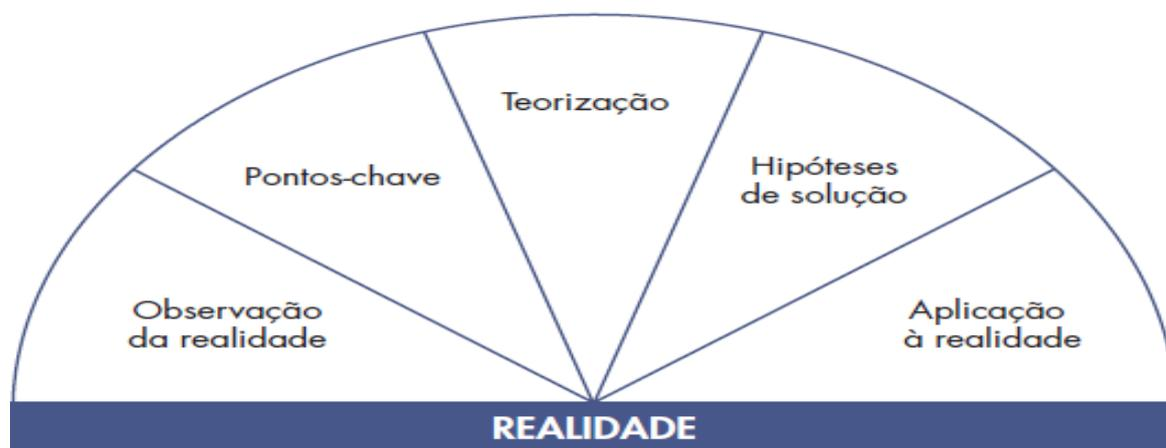 Observação
da realidade
Pontos-chave
Teorização
Hipóteses
de solução
Aplicação
à realidade
REALIDADE